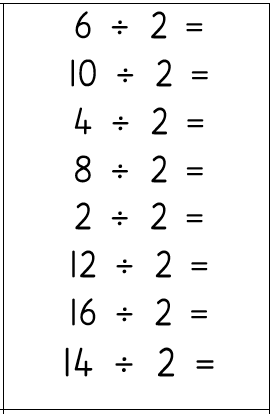 6 ÷ 2 =
10 ÷ 2 =
4 ÷ 2 =
8 ÷ 2 =
2 ÷ 2 =
12 ÷ 2 =
16 ÷ 2 =
14 ÷ 2 =